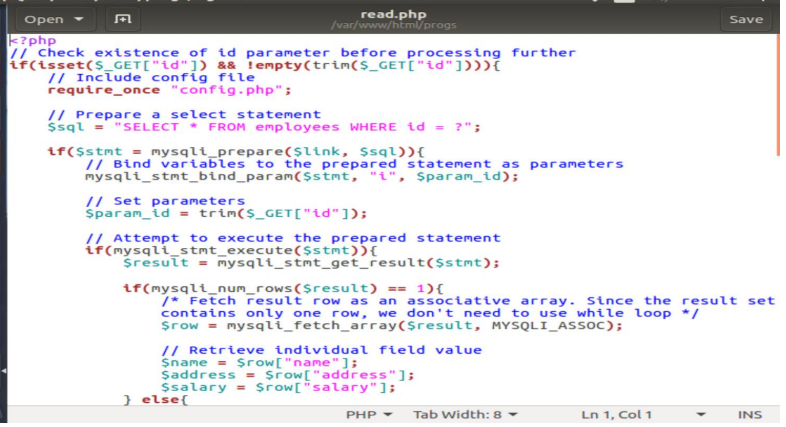 Open
read.php
/var/www/html/progs
Save
<?php
// Check existence of id parameter before processing further
if(isset($_GET["id"]) && !empty(trim($_GET["id"]))){
    // Include config file
    require_once "config.php";

    // Prepare a select statement
    $sql = "SELECT * FROM employees WHERE id = ?";

    if($stmt = mysqli_prepare($link, $sql)){
        // Bind variables to the prepared statement as parameters
        mysqli_stmt_bind_param($stmt, "i", $param_id);

        // Set parameters
        $param_id = trim($_GET["id"]);

        // Attempt to execute the prepared statement
        if(mysqli_stmt_execute($stmt)){
            $result = mysqli_stmt_get_result($stmt);

            if(mysqli_num_rows($result) == 1){
                /* Fetch result row as an associative array. Since the result set
                contains only one row, we don't need to use while loop */
                $row = mysqli_fetch_array($result, MYSQLI_ASSOC);

                // Retrieve individual field value
                $name = $row["name"];
                $address = $row["address"];
                $salary = $row["salary"];
            } else{
PHP Tab Width: 8 Ln 1, Col 1 INS